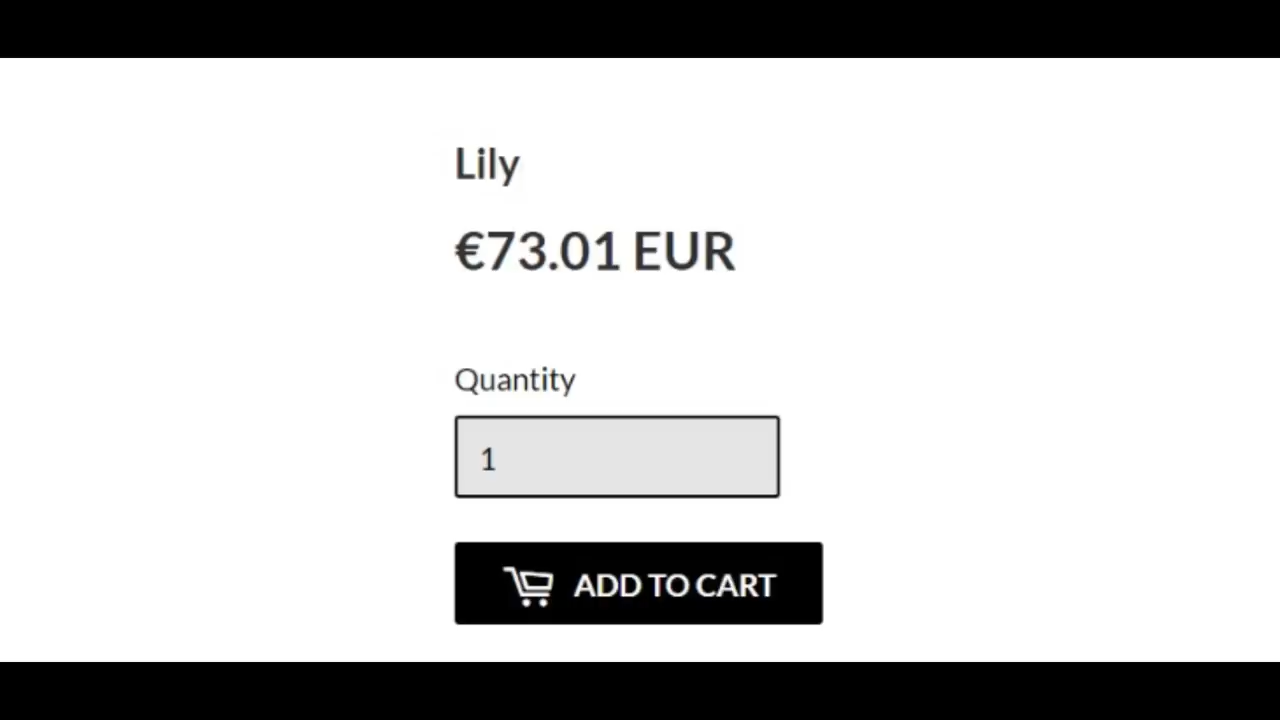 Lily
€73.01 EUR
Quantity
1
ADD TO CART